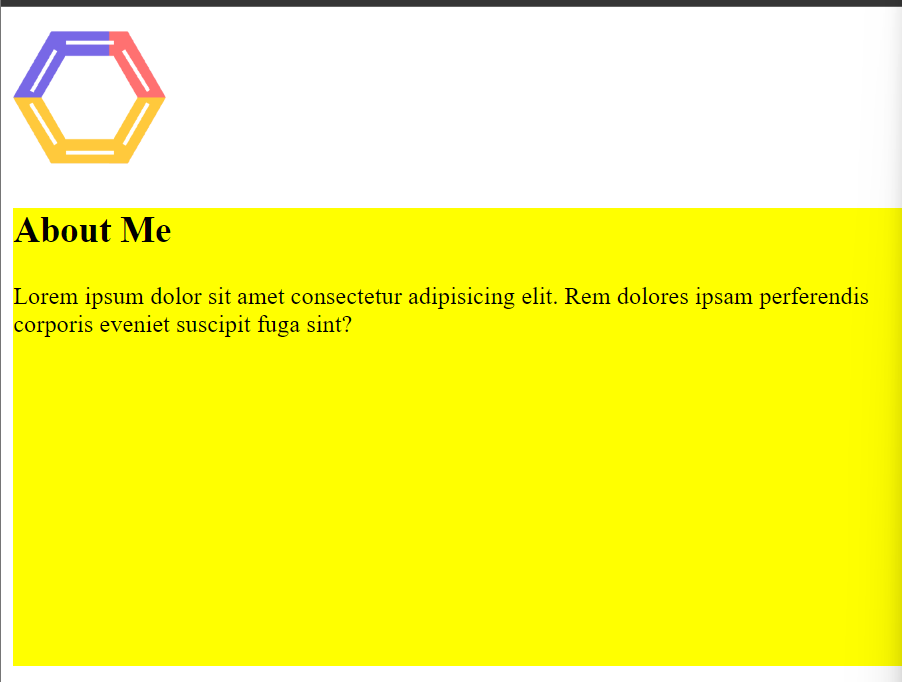 About Me
Lorem ipsum dolor sit amet consectetur adipisicing elit. Rem dolores ipsam perferendis
corporis eveniet suscipit fuga sint?